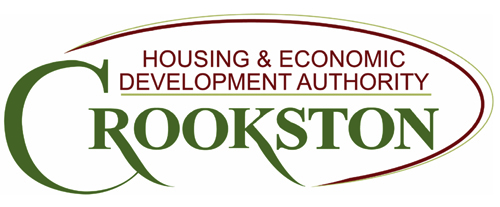 HOUSING & ECONOMIC
DEVELOPMENT AUTHORITY
CROOKSTON